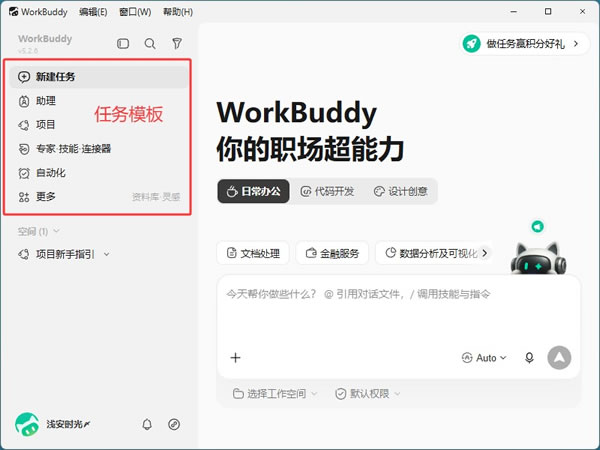 WorkBuddy 编辑(E) 窗口(W) 帮助(H)
WorkBuddy
v5.2.6
做任务赢积分好礼
新建任务
助理
项目
专家·技能·连接器
自动化
更多 资料库·灵感
任务模板
空间 (1)
项目新手指引
WorkBuddy
你的职场超能力
日常办公 代码开发 设计创意
文档处理 金融服务 数据分析及可视化
今天帮你做些什么? @ 引用对话文件, / 调用技能与指令
Auto
选择工作空间 默认权限
浅安时光